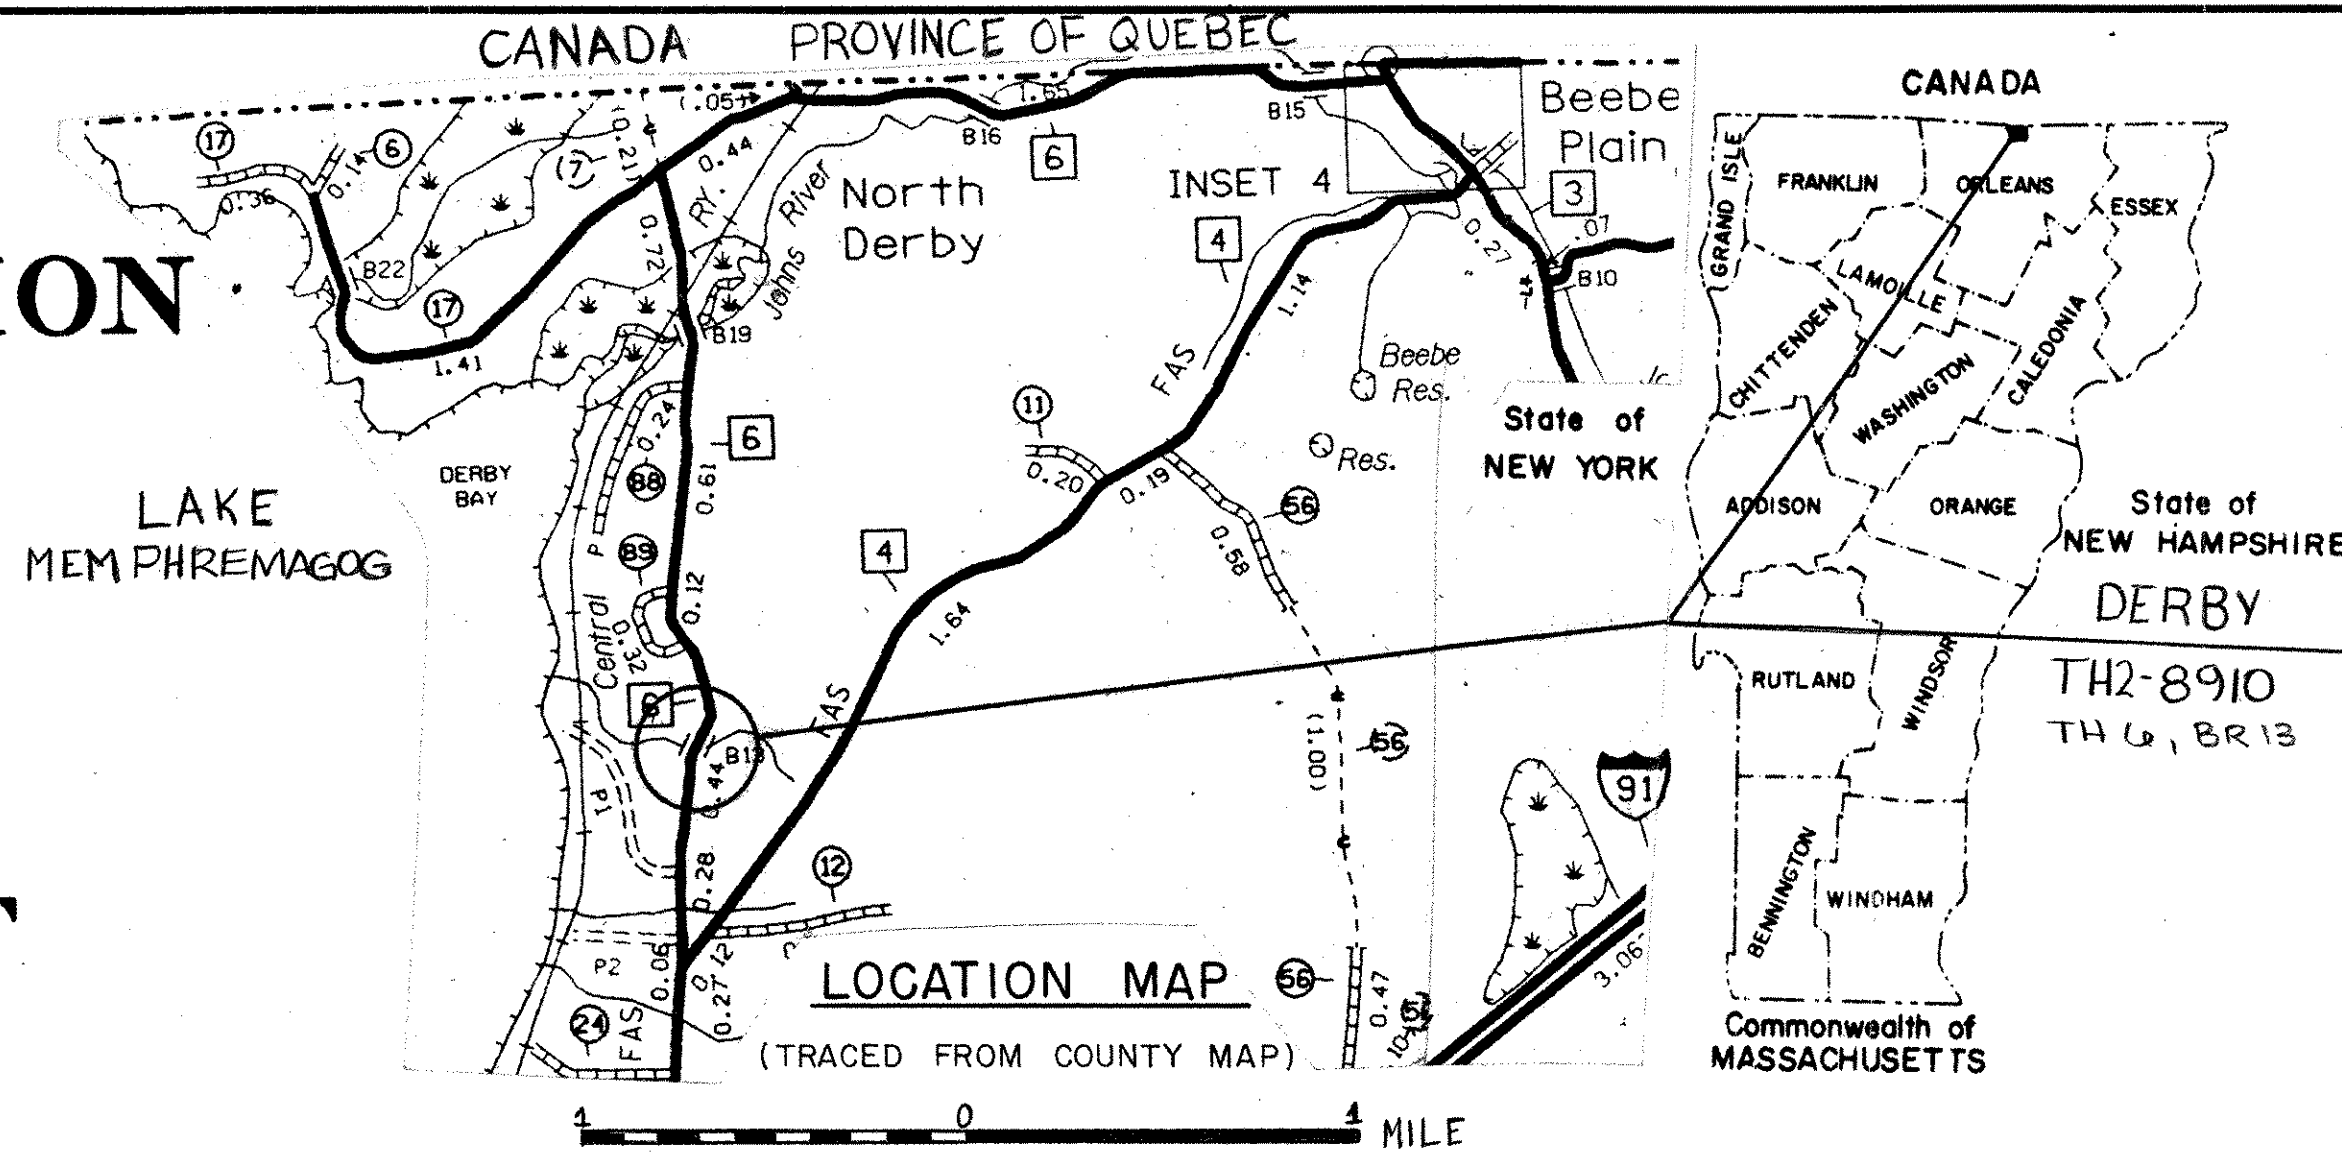 CANADA PROVINCE OF QUEBEC
CANADA
17
6
0.36
0.14
(7)
0.21
(.05)
0.44
1.65
B16
6
B15
Beebe
Plain
INSET 4
3
4
North
Derby
RY.
Johns River
0.72
B22
17
1.41
B19
0.27
.07
B10
1.14
FAS
Beebe
Res.
Res.
ION
LAKE
MEMPHREMAGOG
DERBY
BAY
0.24
88
89
6
0.61
0.12
0.32
Central
P
11
0.20
0.19
56
0.58
4
1.64
FAS
6
B13
0.44
P1
0.28
12
(1.00)
56
91
3.06
P2
0.06
0.12
0.27
24
FAS
56
0.47
LOCATION MAP
(TRACED FROM COUNTY MAP)
1 0 1 MILE
GRAND ISLE
FRANKLIN
ORLEANS
ESSEX
LAMOILLE
CHITTENDEN
WASHINGTON
CALEDONIA
State of
NEW YORK
ADDISON
ORANGE
State of
NEW HAMPSHIRE
DERBY
TH2-8910
TH 6, BR 13
RUTLAND
WINDSOR
BENNINGTON
WINDHAM
Commonwealth of
MASSACHUSETTS